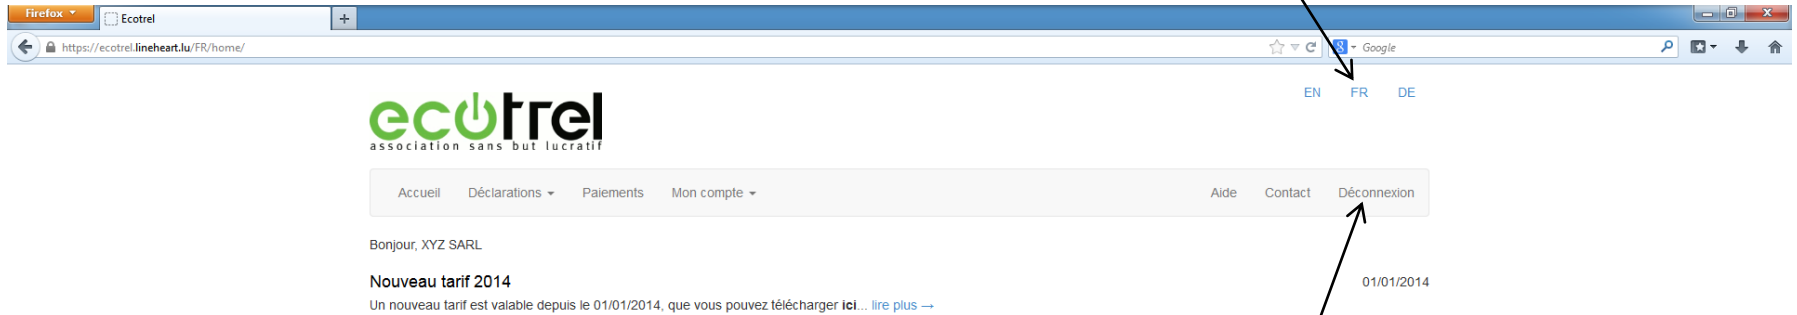 Firefox
Ecotrel
https://ecotrel.lineheart.lu/FR/home/
Google
EN FR DE
ecotrel
association sans but lucratif
Accueil Déclarations Paiements Mon compte Aide Contact Déconnexion
Bonjour, XYZ SARL
Nouveau tarif 2014 01/01/2014
Un nouveau tarif est valable depuis le 01/01/2014, que vous pouvez télécharger ici... lire plus →